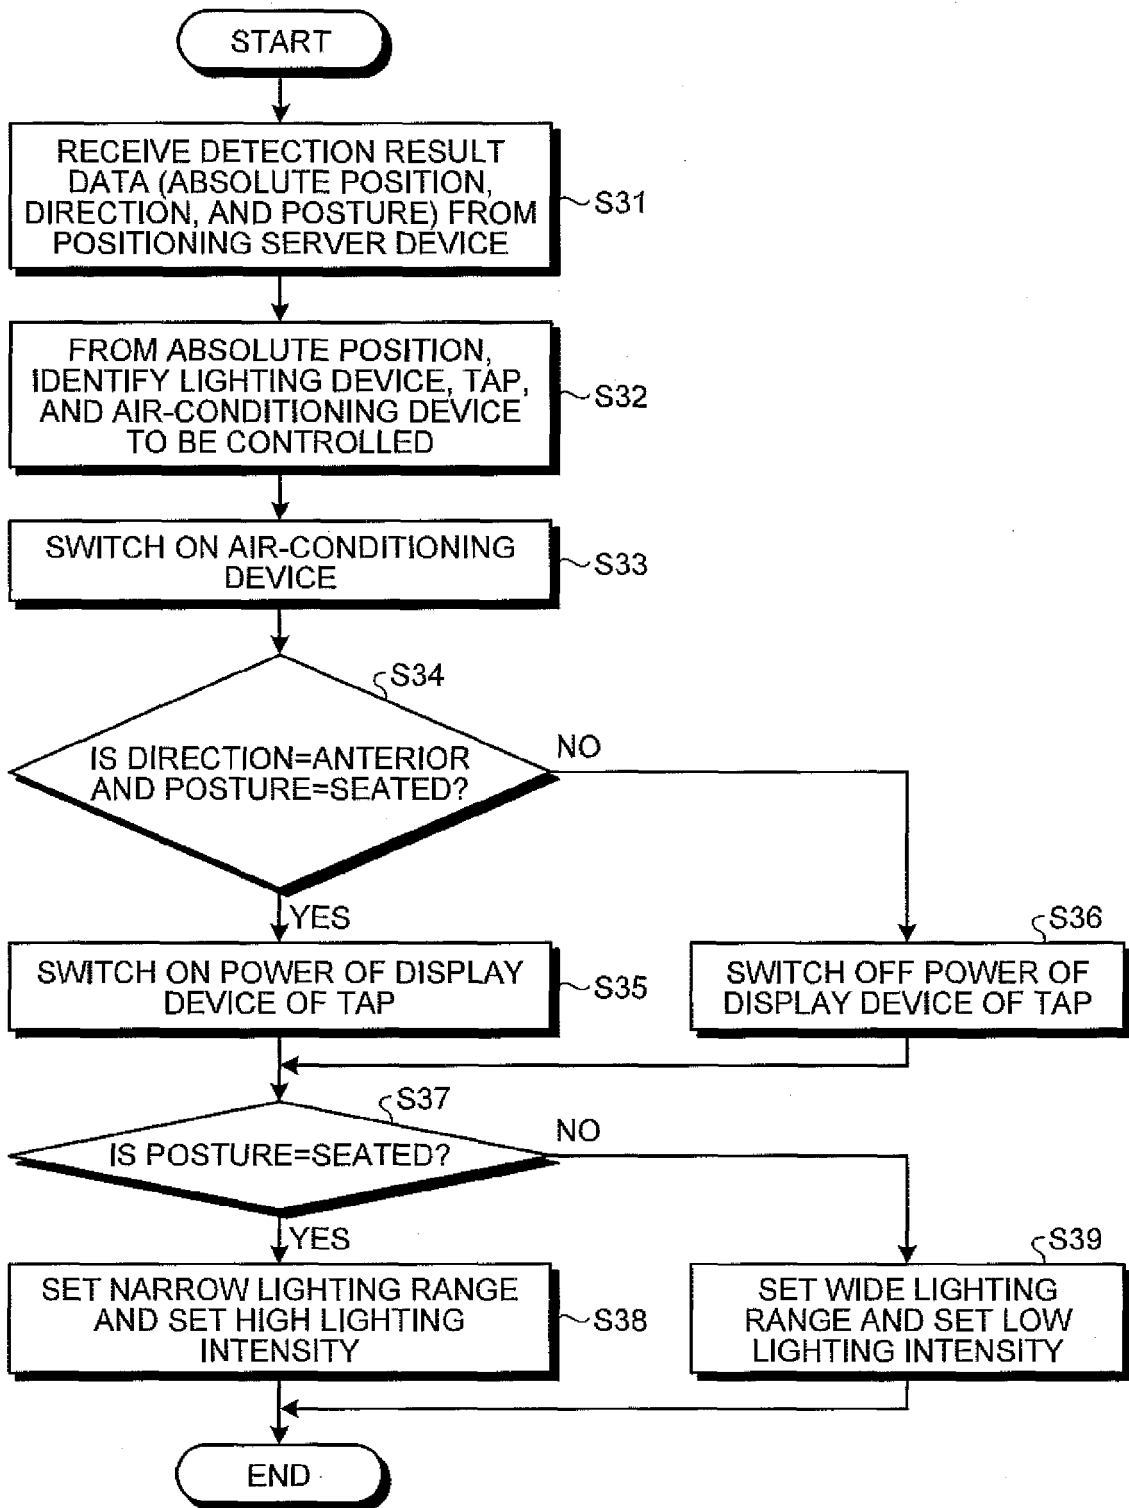 START
RECEIVE DETECTION RESULT
DATA (ABSOLUTE POSITION,
DIRECTION, AND POSTURE) FROM
POSITIONING SERVER DEVICE
S31
FROM ABSOLUTE POSITION,
IDENTIFY LIGHTING DEVICE, TAP,
AND AIR-CONDITIONING DEVICE
TO BE CONTROLLED
S32
SWITCH ON AIR-CONDITIONING
DEVICE
S33
S34
IS DIRECTION=ANTERIOR
AND POSTURE=SEATED?
NO
YES
SWITCH ON POWER OF DISPLAY
DEVICE OF TAP
S35
S36
SWITCH OFF POWER OF
DISPLAY DEVICE OF TAP
S37
IS POSTURE=SEATED?
NO
YES
SET NARROW LIGHTING RANGE
AND SET HIGH LIGHTING
INTENSITY
S38
S39
SET WIDE LIGHTING
RANGE AND SET LOW
LIGHTING INTENSITY
END